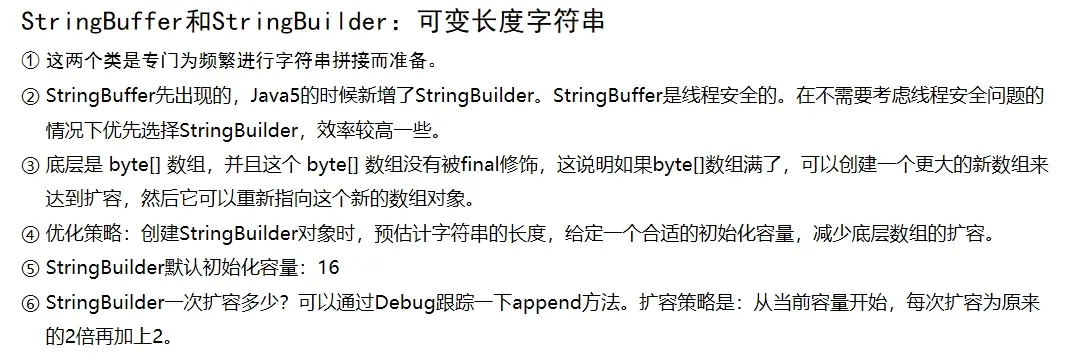 StringBuffer和StringBuilder：可变长度字符串
① 这两个类是专门为频繁进行字符串拼接而准备。
② StringBuffer先出现的，Java5的时候新增了StringBuilder。StringBuffer是线程安全的。在不需要考虑线程安全问题的
情况下优先选择StringBuilder，效率较高一些。
③ 底层是 byte[] 数组，并且这个 byte[] 数组没有被final修饰，这说明如果byte[]数组满了，可以创建一个更大的新数组来
达到扩容，然后它可以重新指向这个新的数组对象。
④ 优化策略：创建StringBuilder对象时，预估计字符串的长度，给定一个合适的初始化容量，减少底层数组的扩容。
⑤ StringBuilder默认初始化容量：16
⑥ StringBuilder一次扩容多少？可以通过Debug跟踪一下append方法。扩容策略是：从当前容量开始，每次扩容为原来
的2倍再加上2。